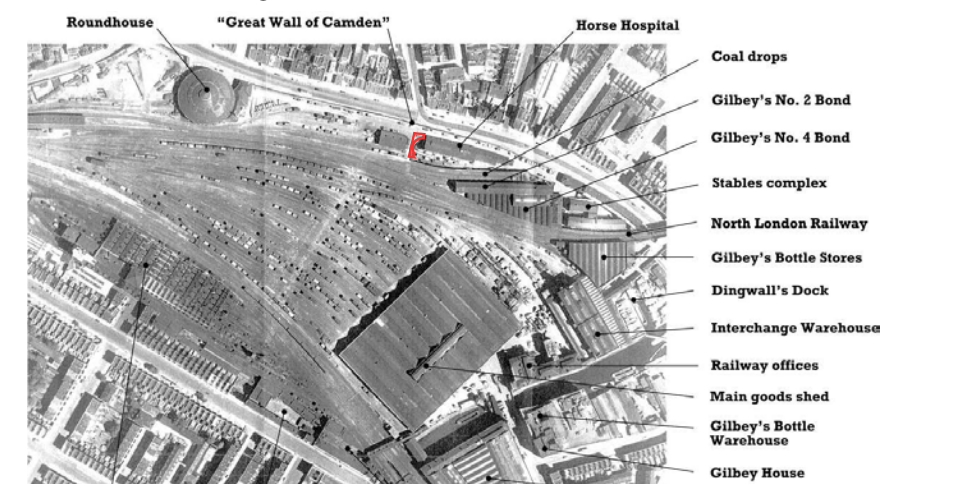 Roundhouse
“Great Wall of Camden”
Horse Hospital
Coal drops
Gilbey’s No. 2 Bond
Gilbey’s No. 4 Bond
Stables complex
North London Railway
Gilbey’s Bottle Stores
Dingwall’s Dock
Interchange Warehouse
Railway offices
Main goods shed
Gilbey’s Bottle
Warehouse
Gilbey House